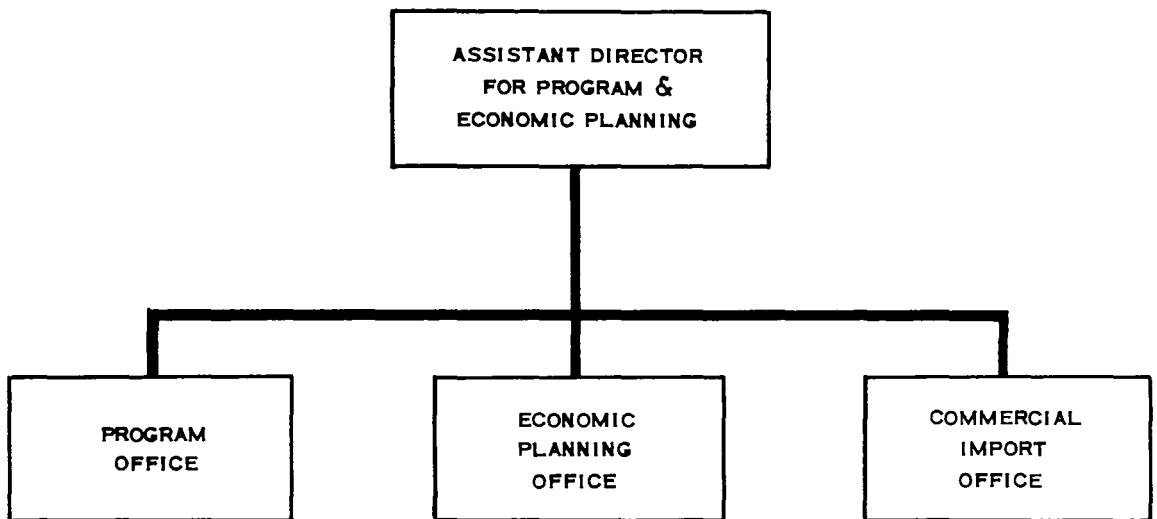 ASSISTANT DIRECTOR
FOR PROGRAM &
ECONOMIC PLANNING
PROGRAM
OFFICE
ECONOMIC
PLANNING
OFFICE
COMMERCIAL
IMPORT
OFFICE